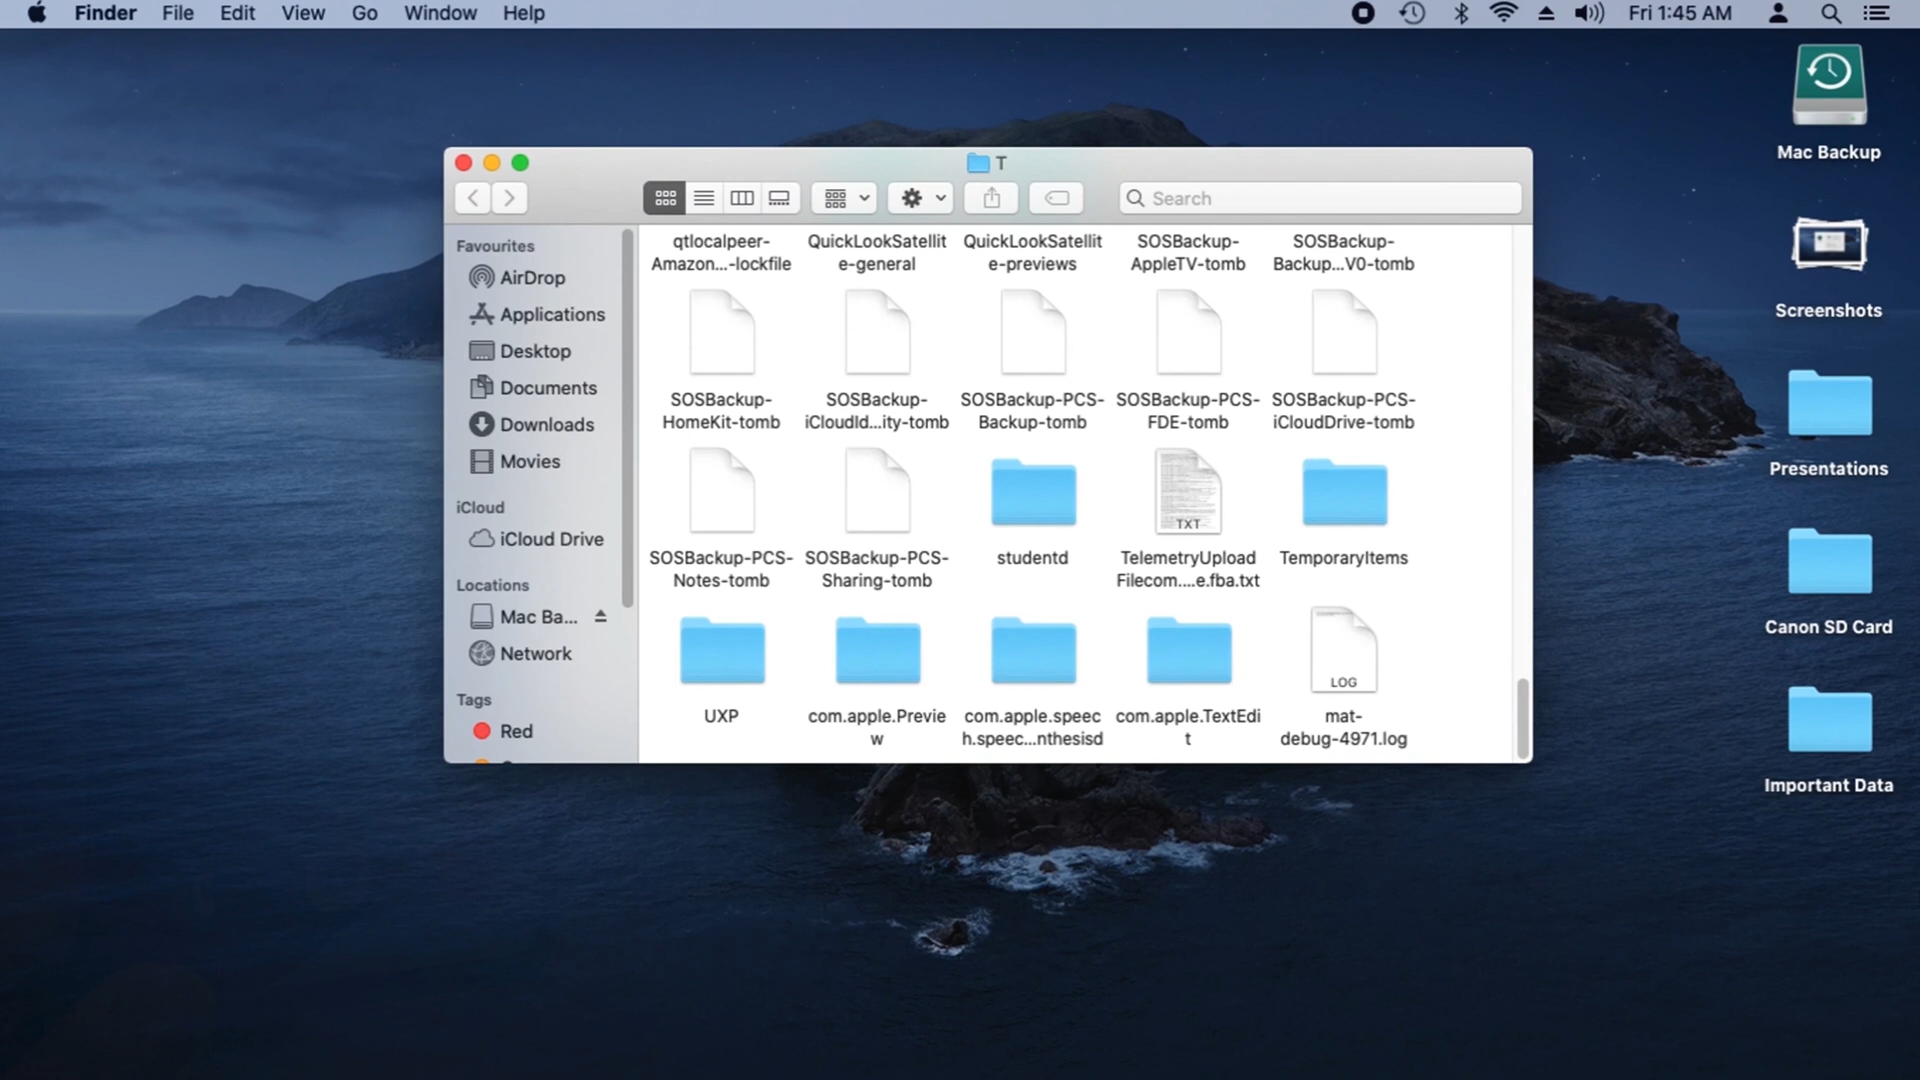 Finder File Edit View Go Window Help Fri 1:45 AM
T
Search
Favourites
AirDrop
Applications
Desktop
Documents
Downloads
Movies
iCloud
iCloud Drive
Locations
Mac Ba...
Network
Tags
Red
qtlocalpeer-
Amazon...-lockfile
QuickLookSatellit
e-general
QuickLookSatellit
e-previews
SOSBackup-
AppleTV-tomb
SOSBackup-
Backup...V0-tomb
SOSBackup-
HomeKit-tomb
SOSBackup-
iCloudId...ity-tomb
SOSBackup-PCS-
Backup-tomb
SOSBackup-PCS-
FDE-tomb
SOSBackup-PCS-
iCloudDrive-tomb
SOSBackup-PCS-
Notes-tomb
SOSBackup-PCS-
Sharing-tomb
studentd
TXT
TelemetryUpload
Filecom....e.fba.txt
TemporaryItems
UXP
com.apple.Previe
w
com.apple.speec
h.speec...nthesisd
com.apple.TextEdi
t
LOG
mat-
debug-4971.log
Mac Backup
Screenshots
Presentations
Canon SD Card
Important Data